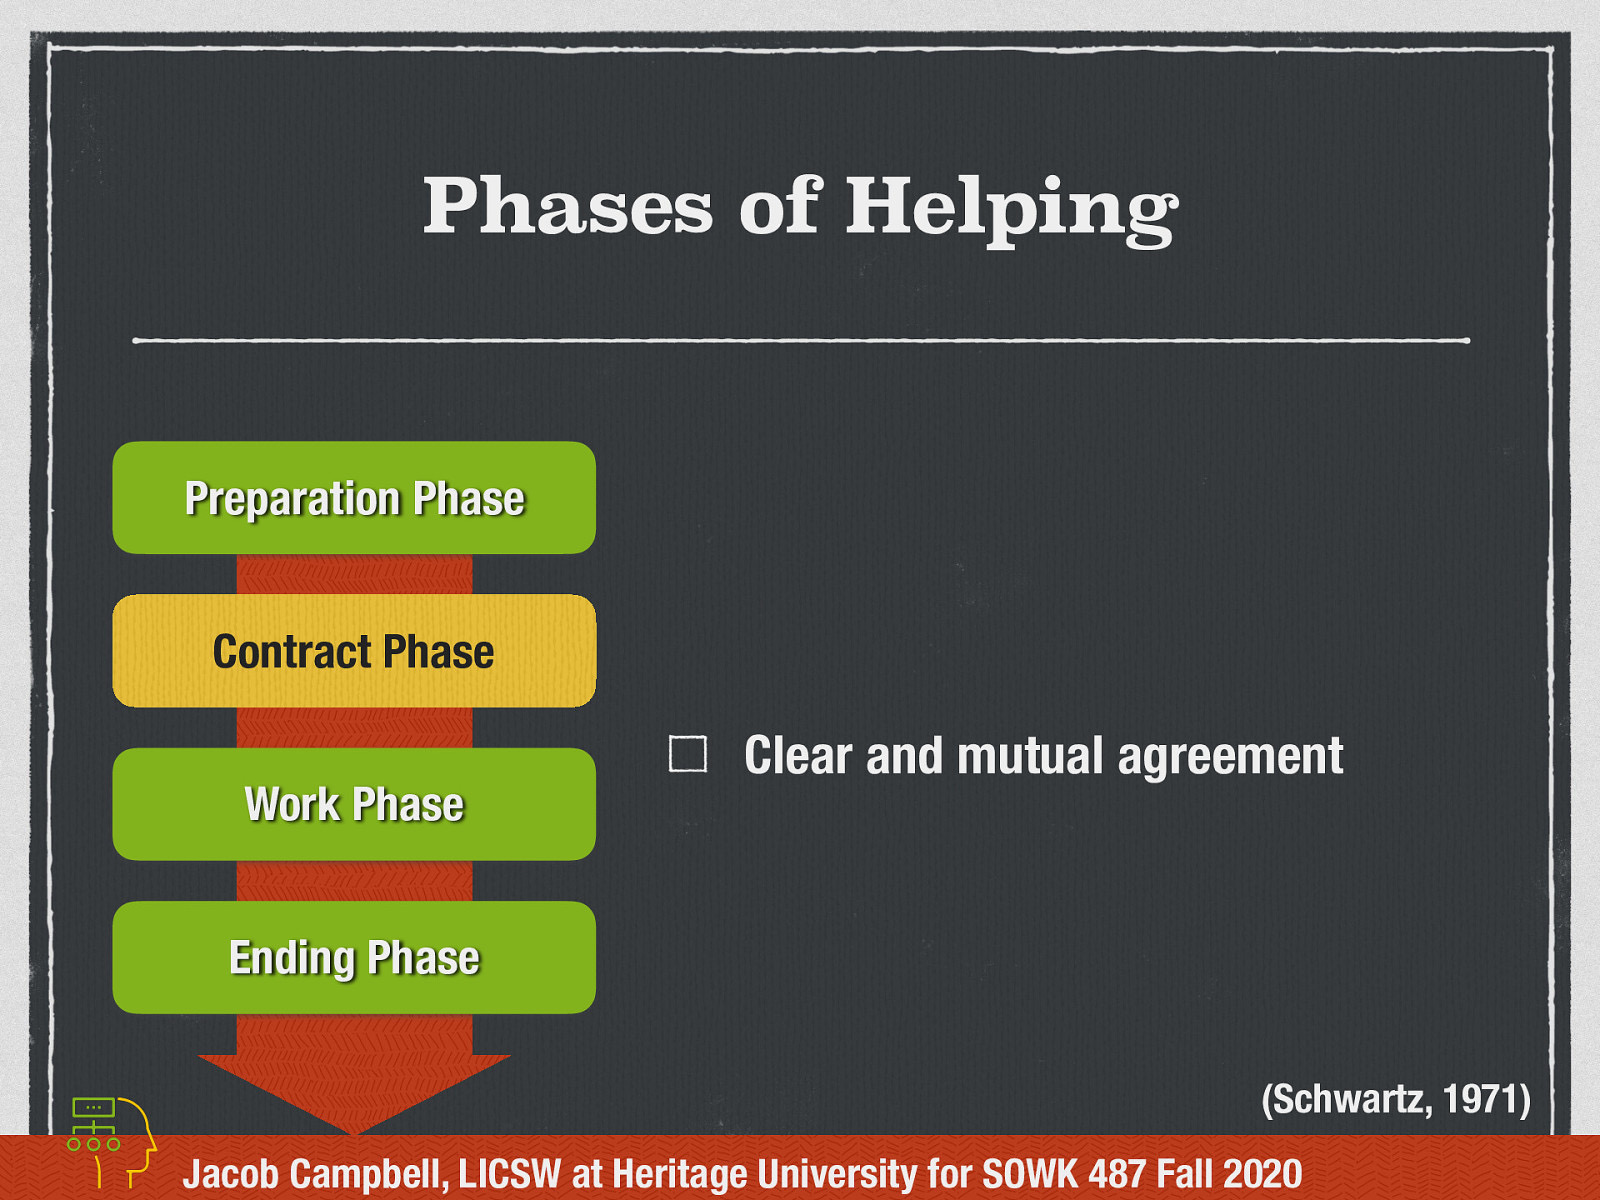 Phases of Helping
Preparation Phase
Contract Phase
Work Phase
Ending Phase
Clear and mutual agreement
(Schwartz, 1971)
Jacob Campbell, LICSW at Heritage University for SOWK 487 Fall 2020